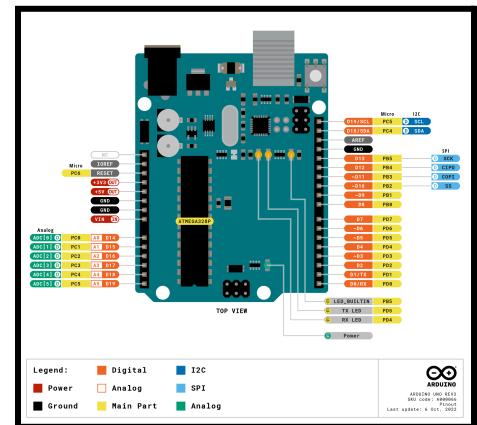 Micro I2C
D19/SCL PC5 SCL
D18/SDA PC4 SDA
AREF
GND
SPI
D13 PB5 SCK
D12 PB4 CIPO
~D11 PB3 COPI
~D10 PB2 SS
~D9 PB1
D8 PB0
D7 PD7
~D6 PD6
~D5 PD5
D4 PD4
~D3 PD3
D2 PD2
D1/TX PD1
D0/RX PD0
NC
IOREF
Micro
PC6 RESET
+3V3 OUT
+5V OUT
GND
GND
VIN IN
Analog
ADC[0] PC0 A0 D14
ADC[1] PC1 A1 D15
ADC[2] PC2 A2 D16
ADC[3] PC3 A3 D17
ADC[4] PC4 A4 D18
ADC[5] PC5 A5 D19
ATMEGA328P
LED_BUILTIN PB5
TX LED PD5
RX LED PD4
Power
TOP VIEW
Legend:
Digital
I2C
Power
Analog
SPI
Ground
Main Part
Analog
ARDUINO
ARDUINO UNO REV3
SKU code: A000066
Pinout
Last update: 6 Oct, 2022